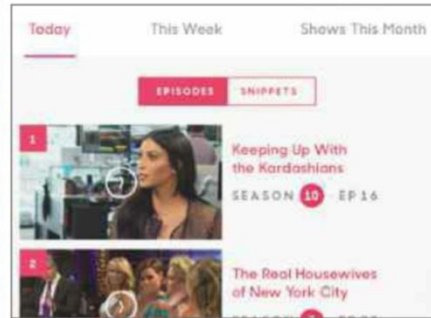 Today This Week Shows This Month
EPISODES SNIPPETS
1
Keeping Up With
the Kardashians
SEASON 10 EP 16
2
The Real Housewives
of New York City
SEASON